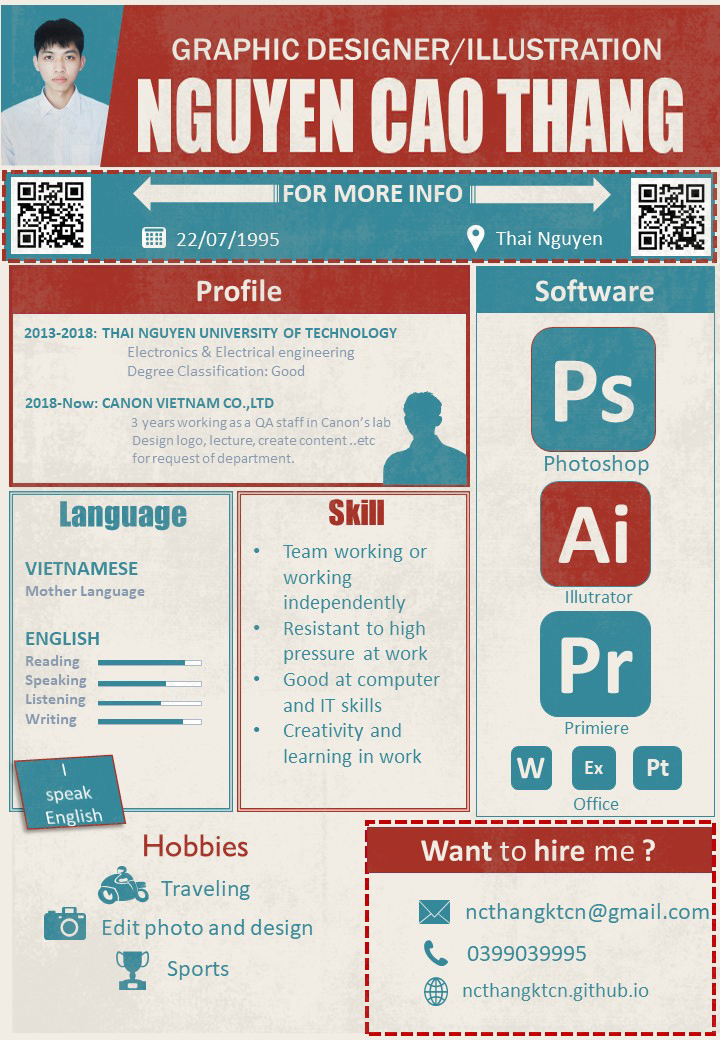 GRAPHIC DESIGNER/ILLUSTRATION
NGUYEN CAO THANG
FOR MORE INFO
22/07/1995
Thai Nguyen
Profile
2013-2018: THAI NGUYEN UNIVERSITY OF TECHNOLOGY
Electronics & Electrical engineering
Degree Classification: Good
2018-Now: CANON VIETNAM CO.,LTD
3 years working as a QA staff in Canon's lab
Design logo, lecture, create content ..etc
for request of department.
Software
Ps
Photoshop
Ai
Illutrator
Pr
Primiere
W Ex Pt
Office
Language
VIETNAMESE
Mother Language
ENGLISH
Reading
Speaking
Listening
Writing
I
speak
English
Skill
• Team working or
working
independently
• Resistant to high
pressure at work
• Good at computer
and IT skills
• Creativity and
learning in work
Hobbies
Traveling
Edit photo and design
Sports
Want to hire me ?
ncthangktcn@gmail.com
0399039995
ncthangktcn.github.io